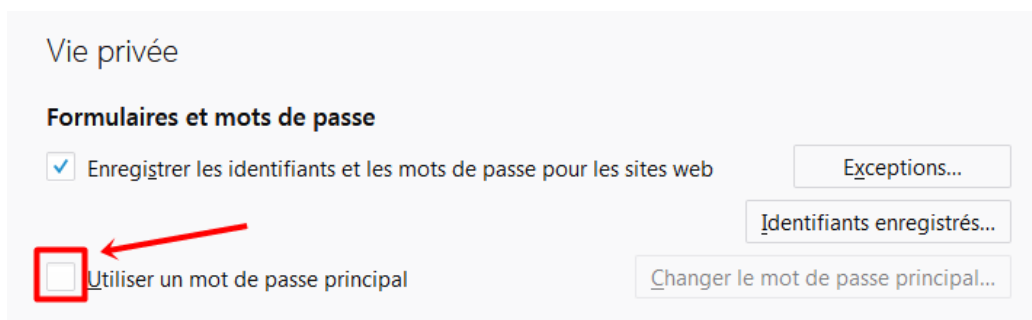 Vie privée
Formulaires et mots de passe
Enregistrer les identifiants et les mots de passe pour les sites web
Exceptions...
Identifiants enregistrés...
Utiliser un mot de passe principal
Changer le mot de passe principal...